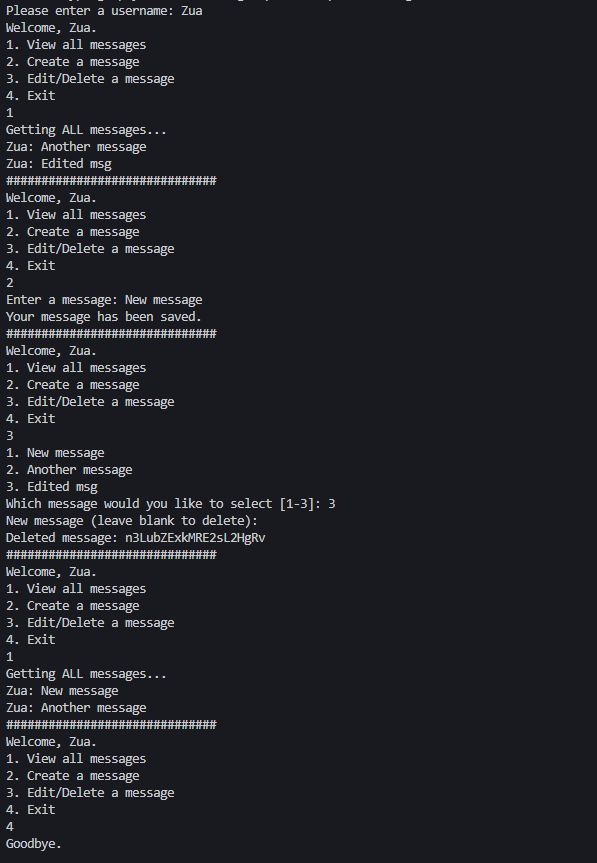 Please enter a username: Zua
Welcome, Zua.
1. View all messages
2. Create a message
3. Edit/Delete a message
4. Exit
1
Getting ALL messages...
Zua: Another message
Zua: Edited msg
##############################
Welcome, Zua.
1. View all messages
2. Create a message
3. Edit/Delete a message
4. Exit
2
Enter a message: New message
Your message has been saved.
##############################
Welcome, Zua.
1. View all messages
2. Create a message
3. Edit/Delete a message
4. Exit
3
1. New message
2. Another message
3. Edited msg
Which message would you like to select [1-3]: 3
New message (leave blank to delete):
Deleted message: n3LubZExkMRE2sL2HgRv
##############################
Welcome, Zua.
1. View all messages
2. Create a message
3. Edit/Delete a message
4. Exit
1
Getting ALL messages...
Zua: New message
Zua: Another message
##############################
Welcome, Zua.
1. View all messages
2. Create a message
3. Edit/Delete a message
4. Exit
4
Goodbye.